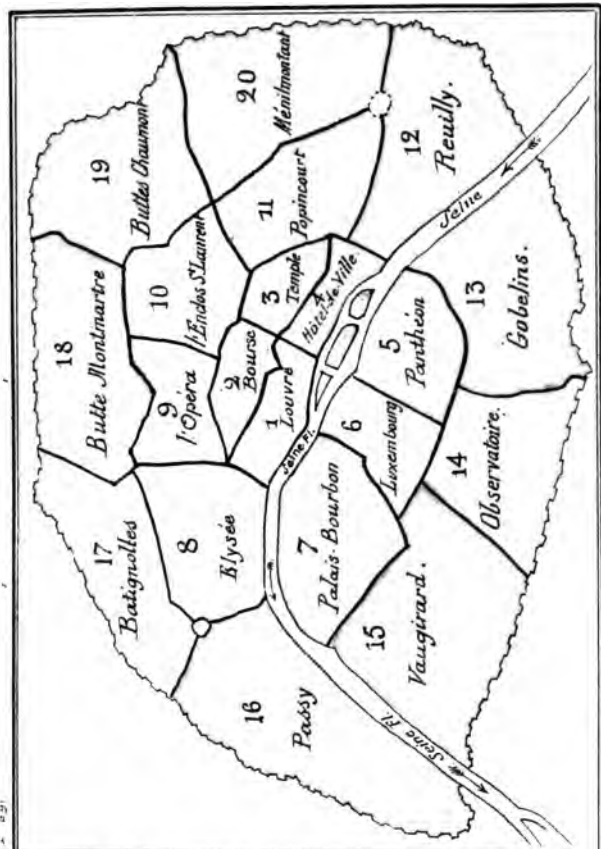 17
Batignolles
18
Butte Montmartre
19
Buttes Chaumont
20
Ménilmontant
16
Passy
8
Elysée
9
l'Opéra
10
l'Enclos St Laurent
2
Bourse
3
Temple
11
Popincourt
12
Reuilly.
1
Louvre
4
Hôtel-de-Ville.
Seine Fl.
Seine
7
Palais-Bourbon
6
Luxembourg
5
Panthéon
13
Gobelins.
15
Vaugirard.
14
Observatoire.
Seine Fl.